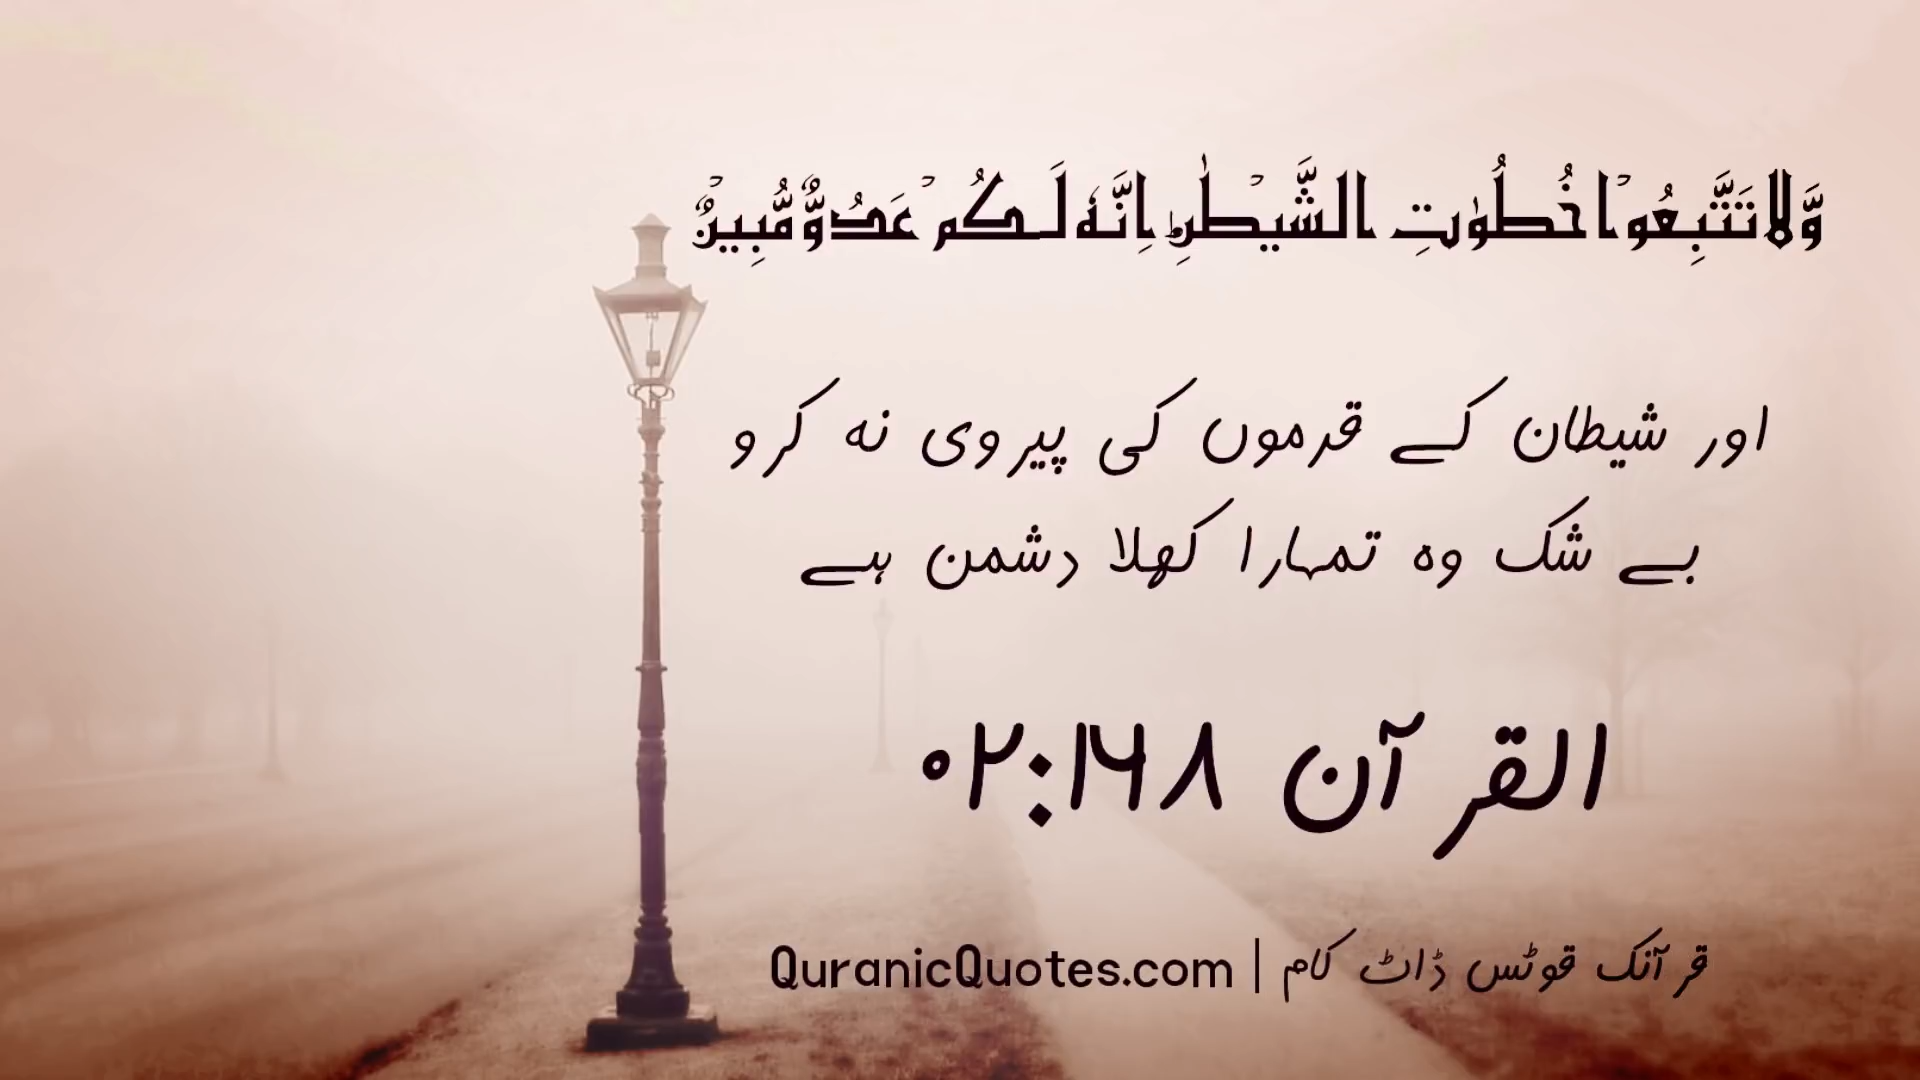 وَّلَا تَتَّبِعُوۡا خُطُوٰتِ الشَّيۡطٰنِؕ اِنَّهٗ لَـكُمۡ عَدُوٌّ مُّبِيۡنٌ
اور شیطان کے قدموں کی پیروی نہ کرو
بے شک وہ تمہارا کھلا دشمن ہے
القرآن ۰۲:۱۶۸
QuranicQuotes.com | قرآنک قوٹس ڈاٹ کام